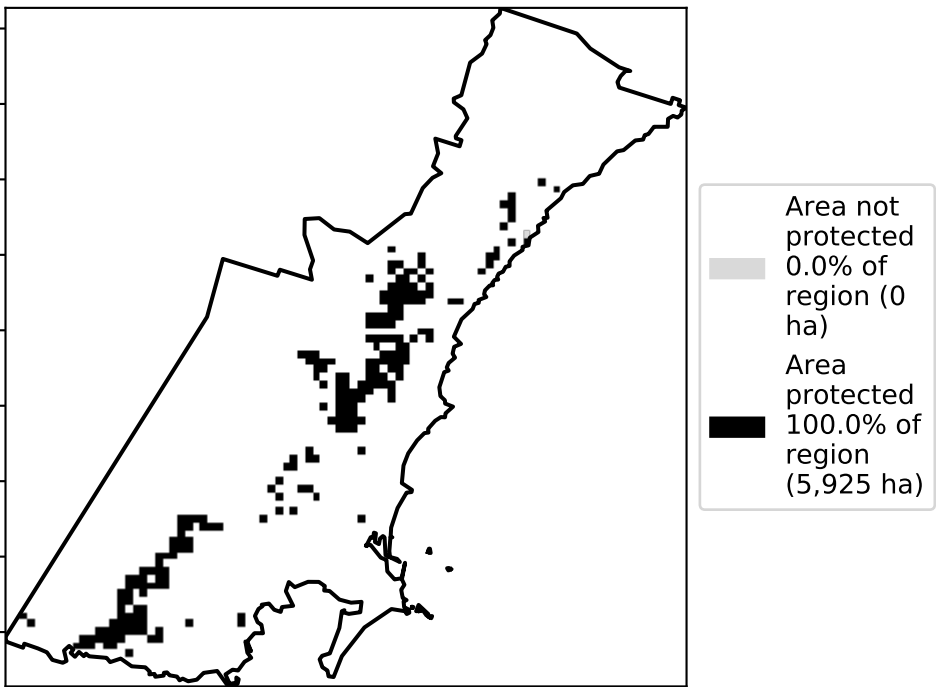 Area not
protected
0.0% of
region (0
ha)
Area
protected
100.0% of
region
(5,925 ha)